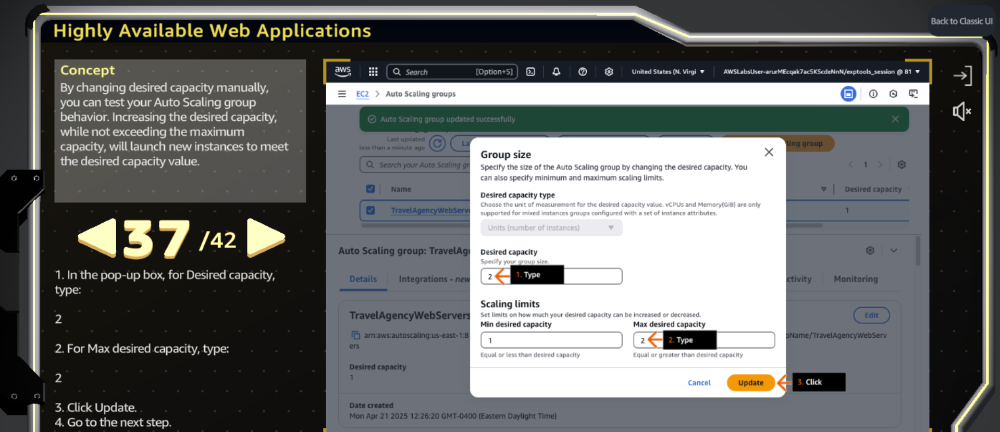 Back to Classic UI
Highly Available Web Applications
Concept
By changing desired capacity manually,
you can test your Auto Scaling group
behavior. Increasing the desired capacity,
while not exceeding the maximum
capacity, will launch new instances to meet
the desired capacity value.
37 /42
1. In the pop-up box, for Desired capacity,
type:
2
2. For Max desired capacity, type:
2
3. Click Update.
4. Go to the next step.
aws
Search [Option+S]
United States (N. Virgi
AWSLabsUser-arurMEcqak7ac5KScdeNnN/exptools_session @ 81
EC2 > Auto Scaling groups
Auto Scaling group updated successfully
Last updated
less than a minute ago
La
ling group
Search your Auto Scaling gr
1
Name
Desired capacity
TravelAgencyWebServe
1
Auto Scaling group: TravelAge
Details
Integrations - new
ctivity
Monitoring
TravelAgencyWebServers
Edit
arn:aws:autoscaling:us-east-1:8
ers
pName/TravelAgencyWebServ
Desired capacity
1
Date created
Mon Apr 21 2025 12:26:20 GMT-0400 (Eastern Daylight Time)
Group size
Specify the size of the Auto Scaling group by changing the desired capacity. You
can also specify minimum and maximum scaling limits.
Desired capacity type
Choose the unit of measurement for the desired capacity value. vCPUs and Memory(GiB) are only
supported for mixed instances groups configured with a set of instance attributes.
Units (number of instances)
Desired capacity
Specify your group size.
2
1. Type
Scaling limits
Set limits on how much your desired capacity can be increased or decreased.
Min desired capacity
Max desired capacity
1
2
2. Type
Equal or less than desired capacity
Equal or greater than desired capacity
Cancel
Update
3. Click